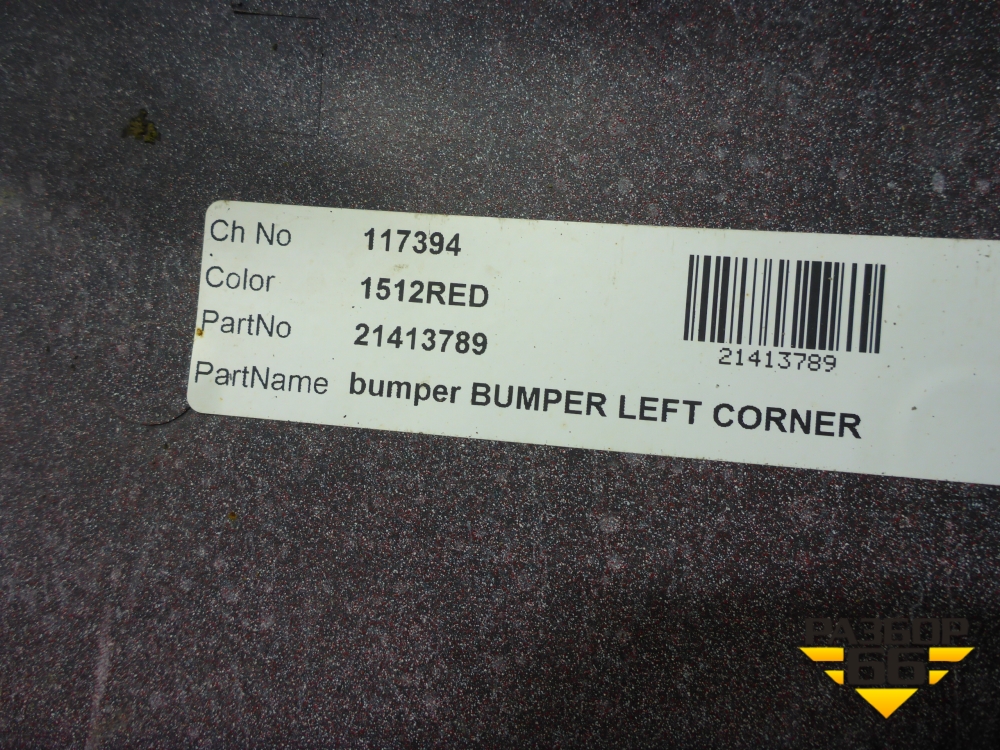 Ch No 117394
Color 1512RED
PartNo 21413789
PartName bumper BUMPER LEFT CORNER
21413789
РАЗБОР
66